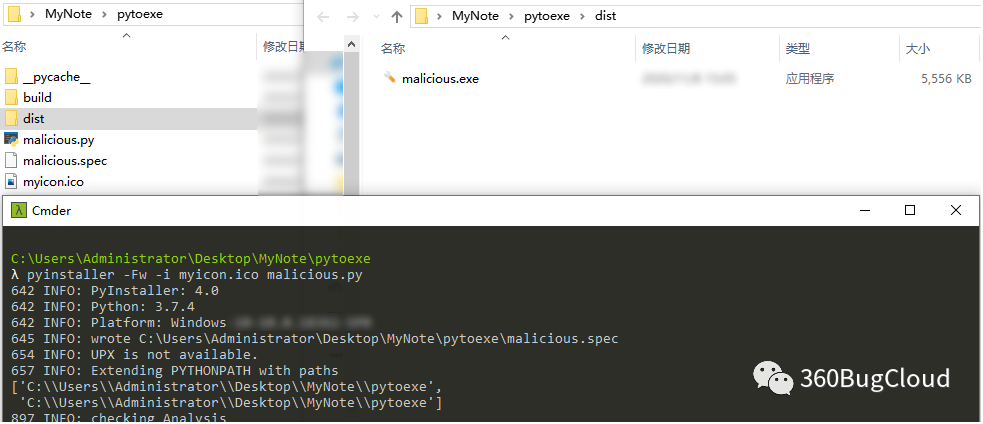 MyNote › pytoexe
名称
修改日期
__pycache__
build
dist
malicious.py
malicious.spec
myicon.ico
MyNote › pytoexe › dist
名称 修改日期 类型 大小
malicious.exe 应用程序 5,556 KB
λ Cmder
C:\Users\Administrator\Desktop\MyNote\pytoexe
λ pyinstaller -Fw -i myicon.ico malicious.py
642 INFO: PyInstaller: 4.0
642 INFO: Python: 3.7.4
642 INFO: Platform: Windows
645 INFO: wrote C:\Users\Administrator\Desktop\MyNote\pytoexe\malicious.spec
654 INFO: UPX is not available.
657 INFO: Extending PYTHONPATH with paths
['C:\\Users\\Administrator\\Desktop\\MyNote\\pytoexe',
 'C:\\Users\\Administrator\\Desktop\\MyNote\\pytoexe']
897 INFO: checking Analysis
360BugCloud